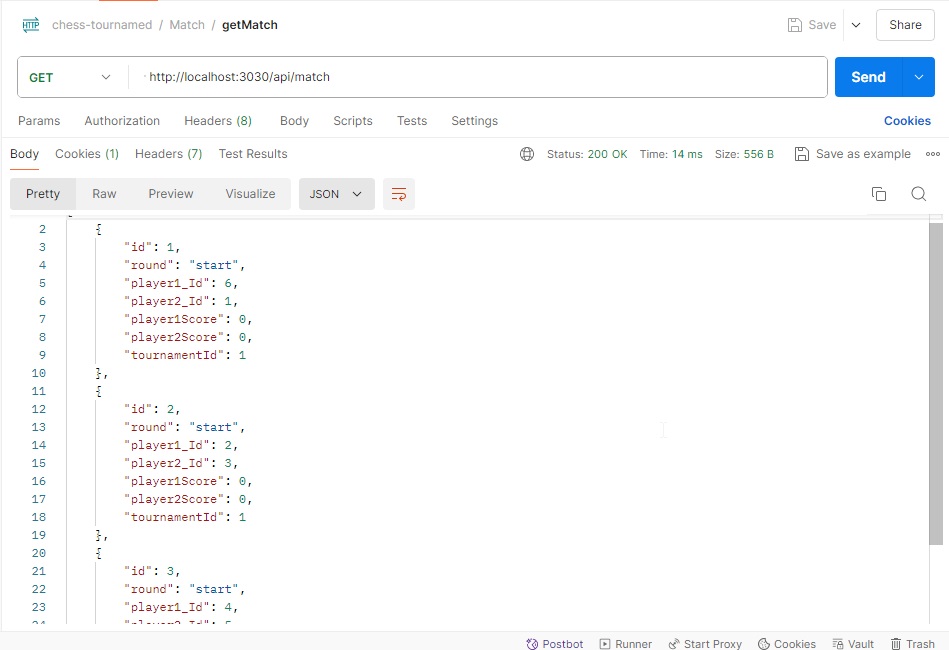 HTTP chess-tournamed / Match / getMatch Save Share
GET http://localhost:3030/api/match Send
Params Authorization Headers (8) Body Scripts Tests Settings Cookies
Body Cookies (1) Headers (7) Test Results Status: 200 OK Time: 14 ms Size: 556 B Save as example
Pretty Raw Preview Visualize JSON
2 {
3 "id": 1,
4 "round": "start",
5 "player1_Id": 6,
6 "player2_Id": 1,
7 "player1Score": 0,
8 "player2Score": 0,
9 "tournamentId": 1
10 },
11 {
12 "id": 2,
13 "round": "start",
14 "player1_Id": 2,
15 "player2_Id": 3,
16 "player1Score": 0,
17 "player2Score": 0,
18 "tournamentId": 1
19 },
20 {
21 "id": 3,
22 "round": "start",
23 "player1_Id": 4,
24 "player2_Id": 5
Postbot Runner Start Proxy Cookies Vault Trash